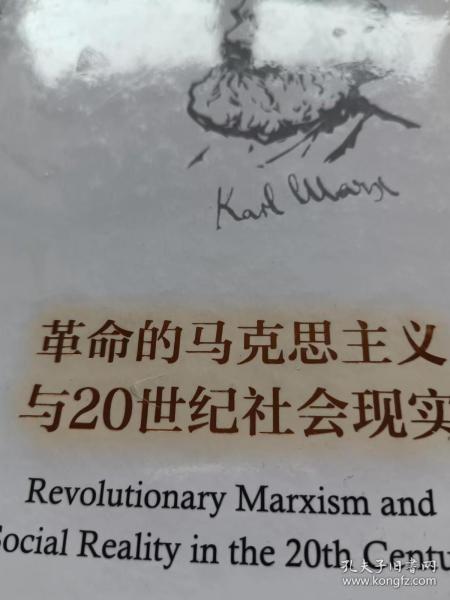 Karl Marx
革命的马克思主义
与20世纪社会现实
Revolutionary Marxism and
Social Reality in the 20th Centu
孔夫子旧书网
www.kongfz.com